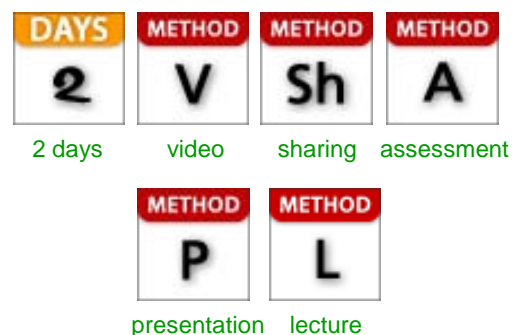 DAYS METHOD METHOD METHOD
2 V Sh A
2 days video sharing assessment
METHOD METHOD
P L
presentation lecture